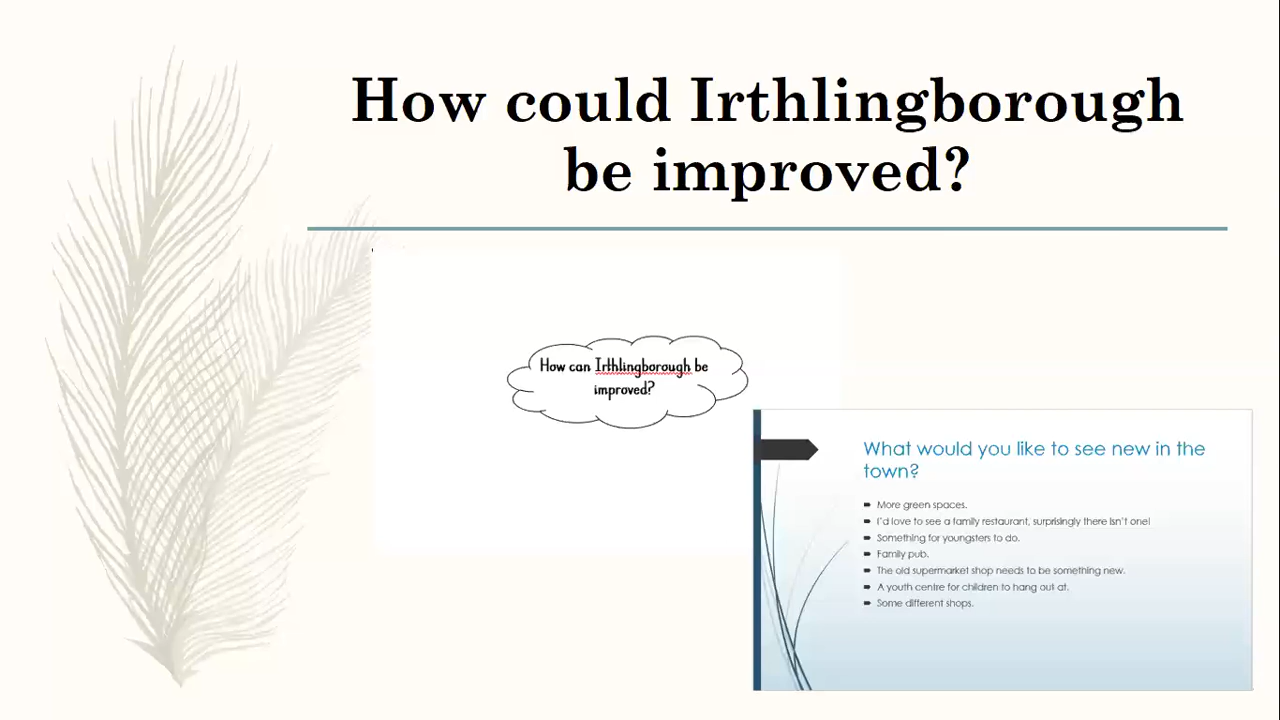 How could Irthlingborough
be improved?
How can Irthlingborough be
improved?
What would you like to see new in the
town?
More green spaces.
I'd love to see a family restaurant, surprisingly there isn't one!
Something for youngsters to do.
Family pub.
The old supermarket shop needs to be something new.
A youth centre for children to hang out at.
Some different shops.